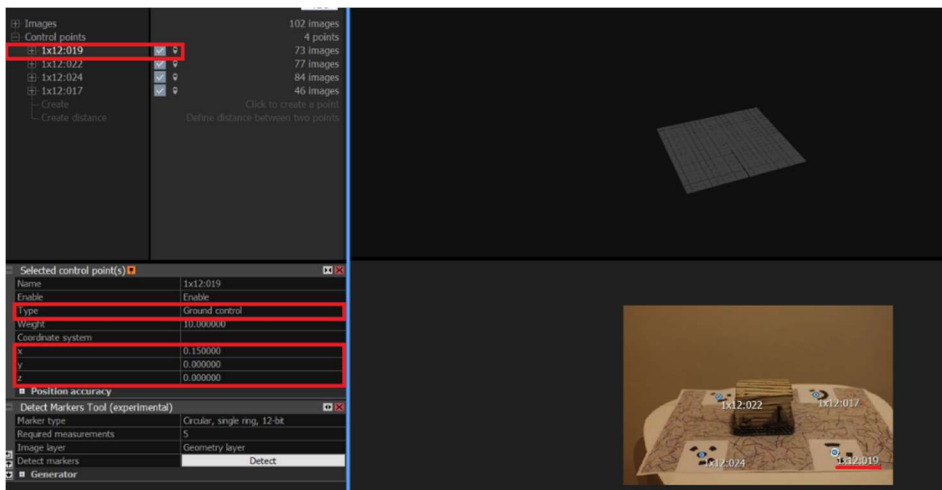 Images 102 images
Control points 4 points
1x12:019 73 images
1x12:022 77 images
1x12:024 84 images
1x12:017 46 images
Create Click to create a point
Create distance Define distance between two points
Selected control point(s)
Name 1x12:019
Enable Enable
Type Ground control
Weight 10.000000
Coordinate system
x 0.150000
y 0.000000
z 0.000000
Position accuracy
Detect Markers Tool (experimental)
Marker type Circular, single ring, 12-bit
Required measurements 5
Image layer Geometry layer
Detect markers Detect
Generator
1x12:022
1x12:017
1x12:024
1x12:019